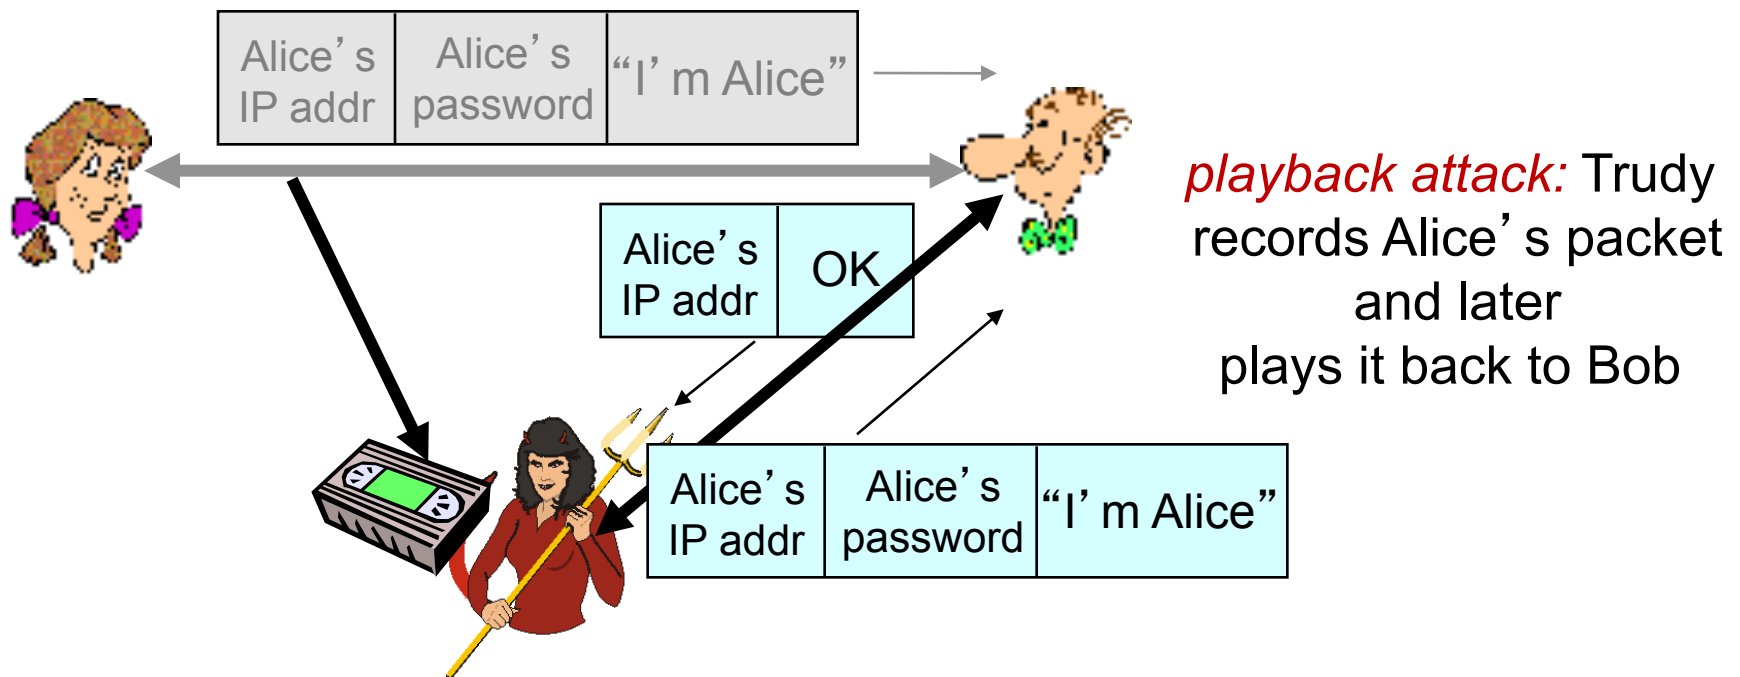 Alice’s
IP addr
Alice’s
password
“I’m Alice”
Alice’s
IP addr
OK
playback attack: Trudy
records Alice’s packet
and later
plays it back to Bob
Alice’s
IP addr
Alice’s
password
“I’m Alice”